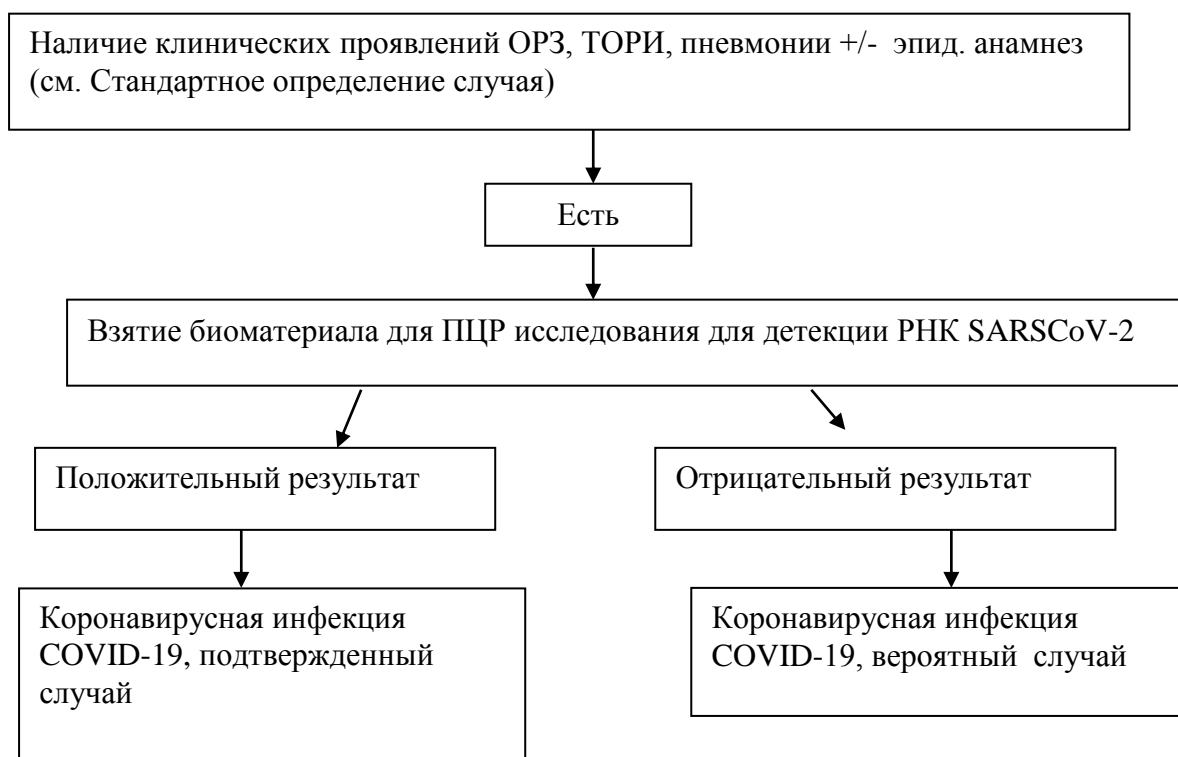 Наличие клинических проявлений ОРЗ, ТОРИ, пневмонии +/- эпид. анамнез
(см. Стандартное определение случая)
Есть
Взятие биоматериала для ПЦР исследования для детекции РНК SARSCoV-2
Положительный результат
Отрицательный результат
Коронавирусная инфекция
COVID-19, подтвержденный
случай
Коронавирусная инфекция
COVID-19, вероятный случай